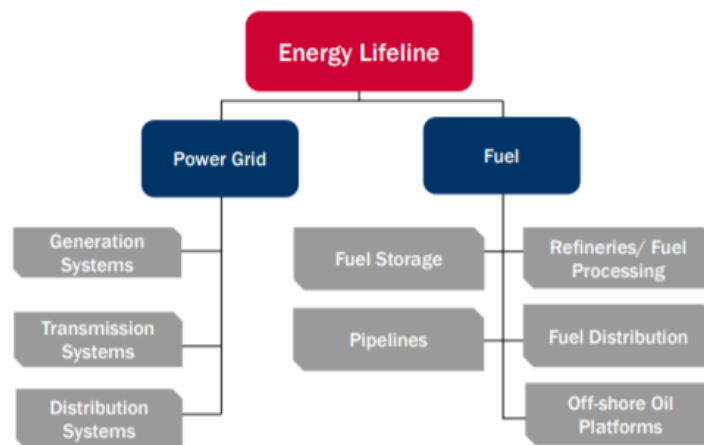 Energy Lifeline
Power Grid
Fuel
Generation
Systems
Transmission
Systems
Distribution
Systems
Fuel Storage
Pipelines
Refineries/ Fuel
Processing
Fuel Distribution
Off-shore Oil
Platforms